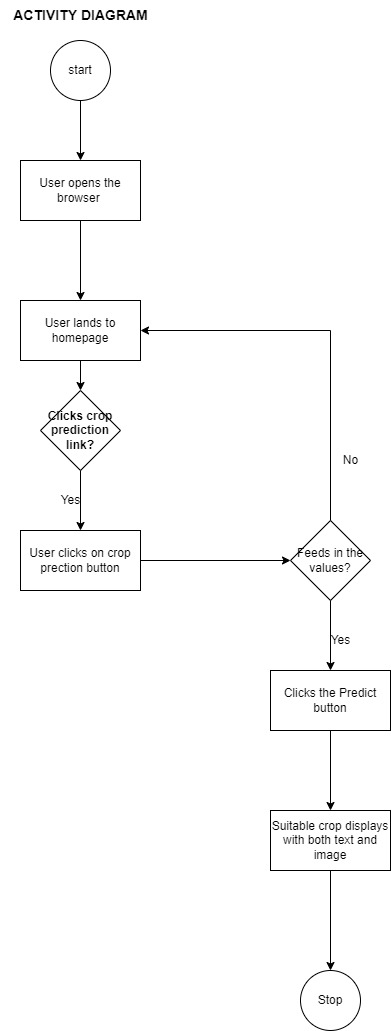 ACTIVITY DIAGRAM
start
User opens the
browser
User lands to
homepage
Clicks crop
prediction
link?
No
Yes
User clicks on crop
prection button
Feeds in the
values?
Yes
Clicks the Predict
button
Suitable crop displays
with both text and
image
Stop